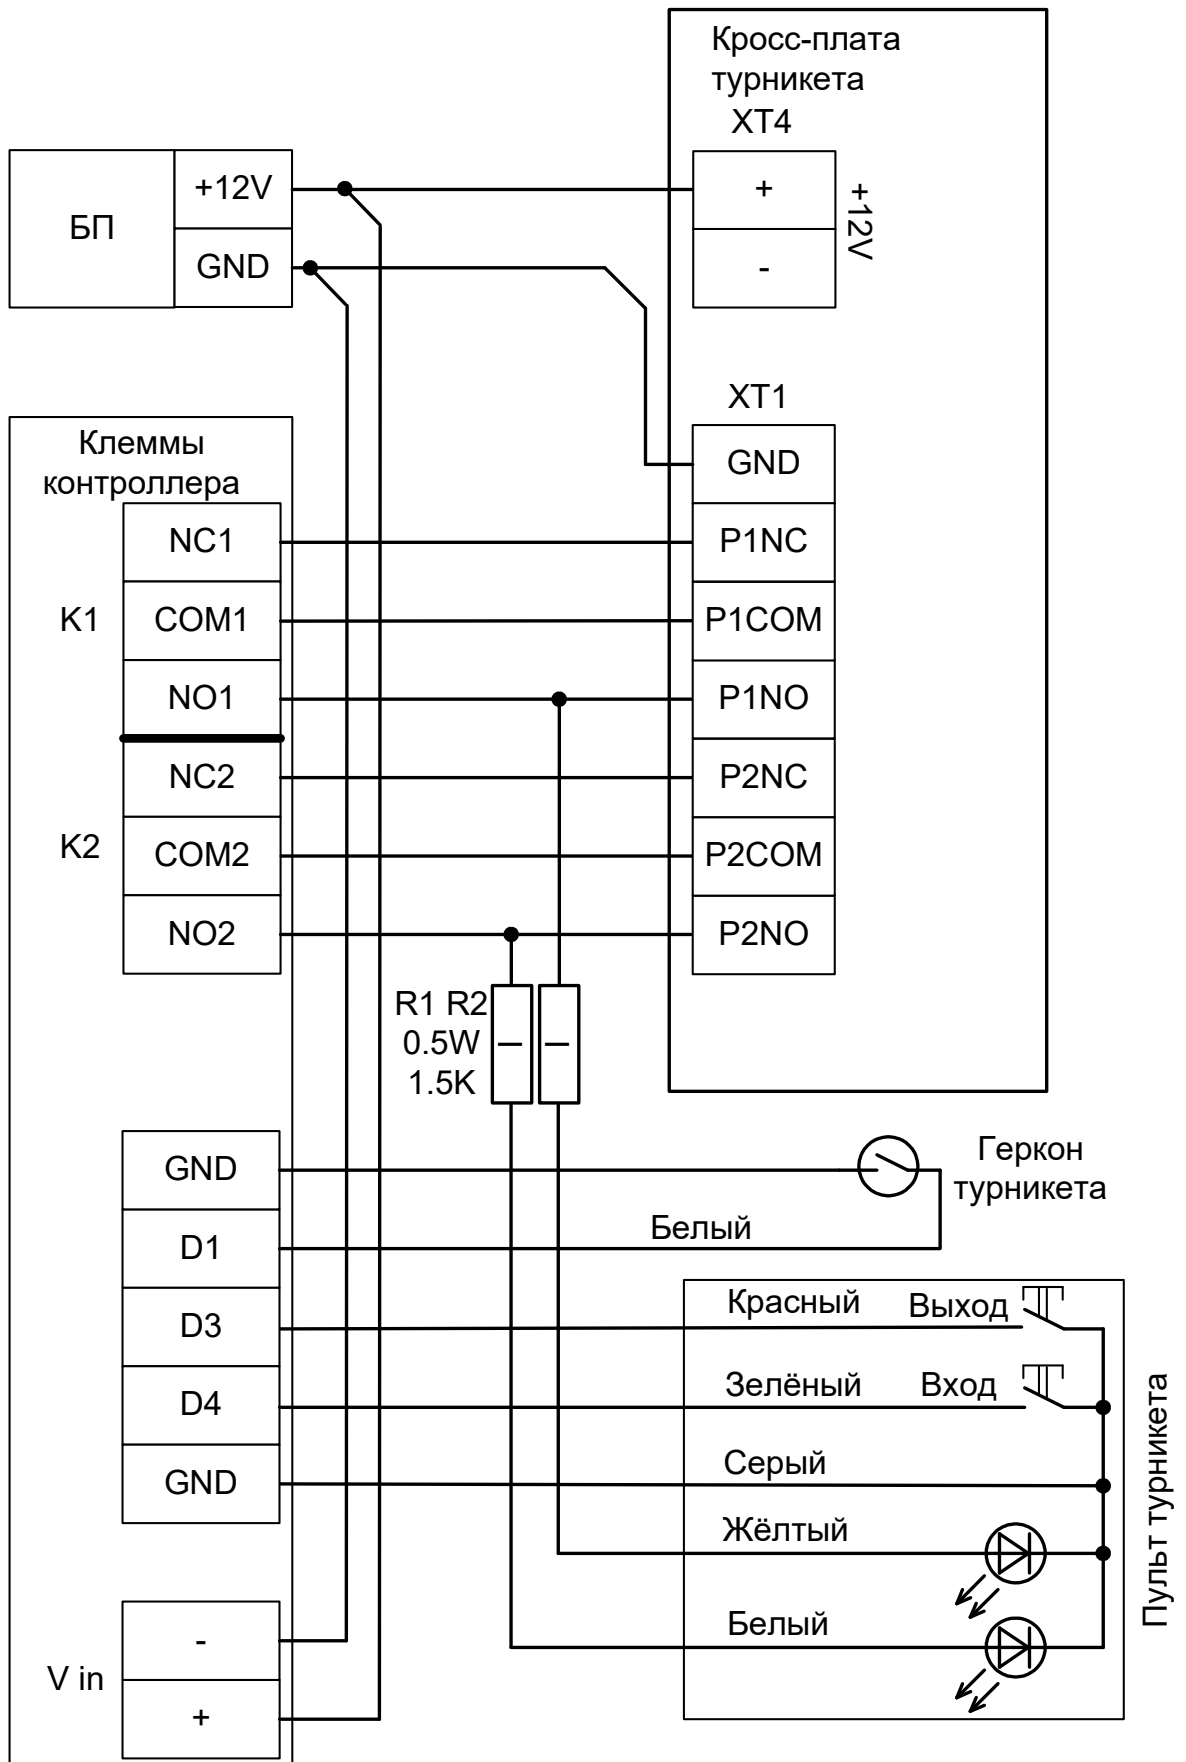 Кросс-плата
турникета
XT4
+
-
+12V
БП
+12V
GND
XT1
GND
P1NC
P1COM
P1NO
P2NC
P2COM
P2NO
Клеммы
контроллера
K1
NC1
COM1
NO1
K2
NC2
COM2
NO2
R1 R2
0.5W
1.5K
GND
D1
D3
D4
GND
V in
-
+
Геркон
турникета
Белый
Красный Выход
Зелёный Вход
Серый
Жёлтый
Белый
Пульт турникета